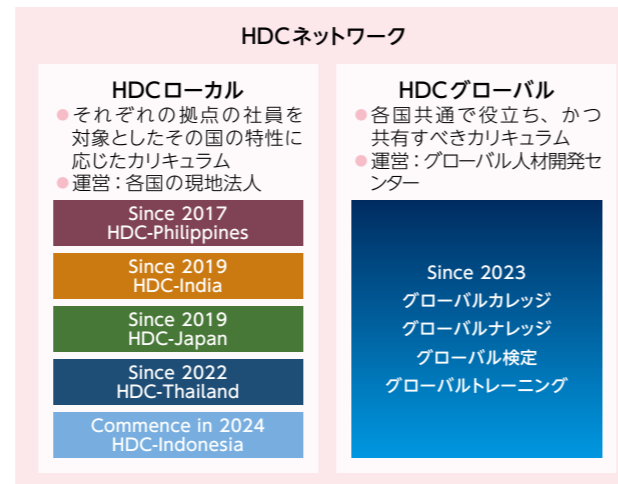 HDCネットワーク
HDCローカル
●それぞれの拠点の社員を
対象としたその国の特性に
応じたカリキュラム
●運営：各国の現地法人
Since 2017
HDC-Philippines
Since 2019
HDC-India
Since 2019
HDC-Japan
Since 2022
HDC-Thailand
Commence in 2024
HDC-Indonesia
HDCグローバル
●各国共通で役立ち、かつ
共有すべきカリキュラム
●運営：グローバル人材開発セ
ンター
Since 2023
グローバルカレッジ
グローバルナレッジ
グローバル検定
グローバルトレーニング